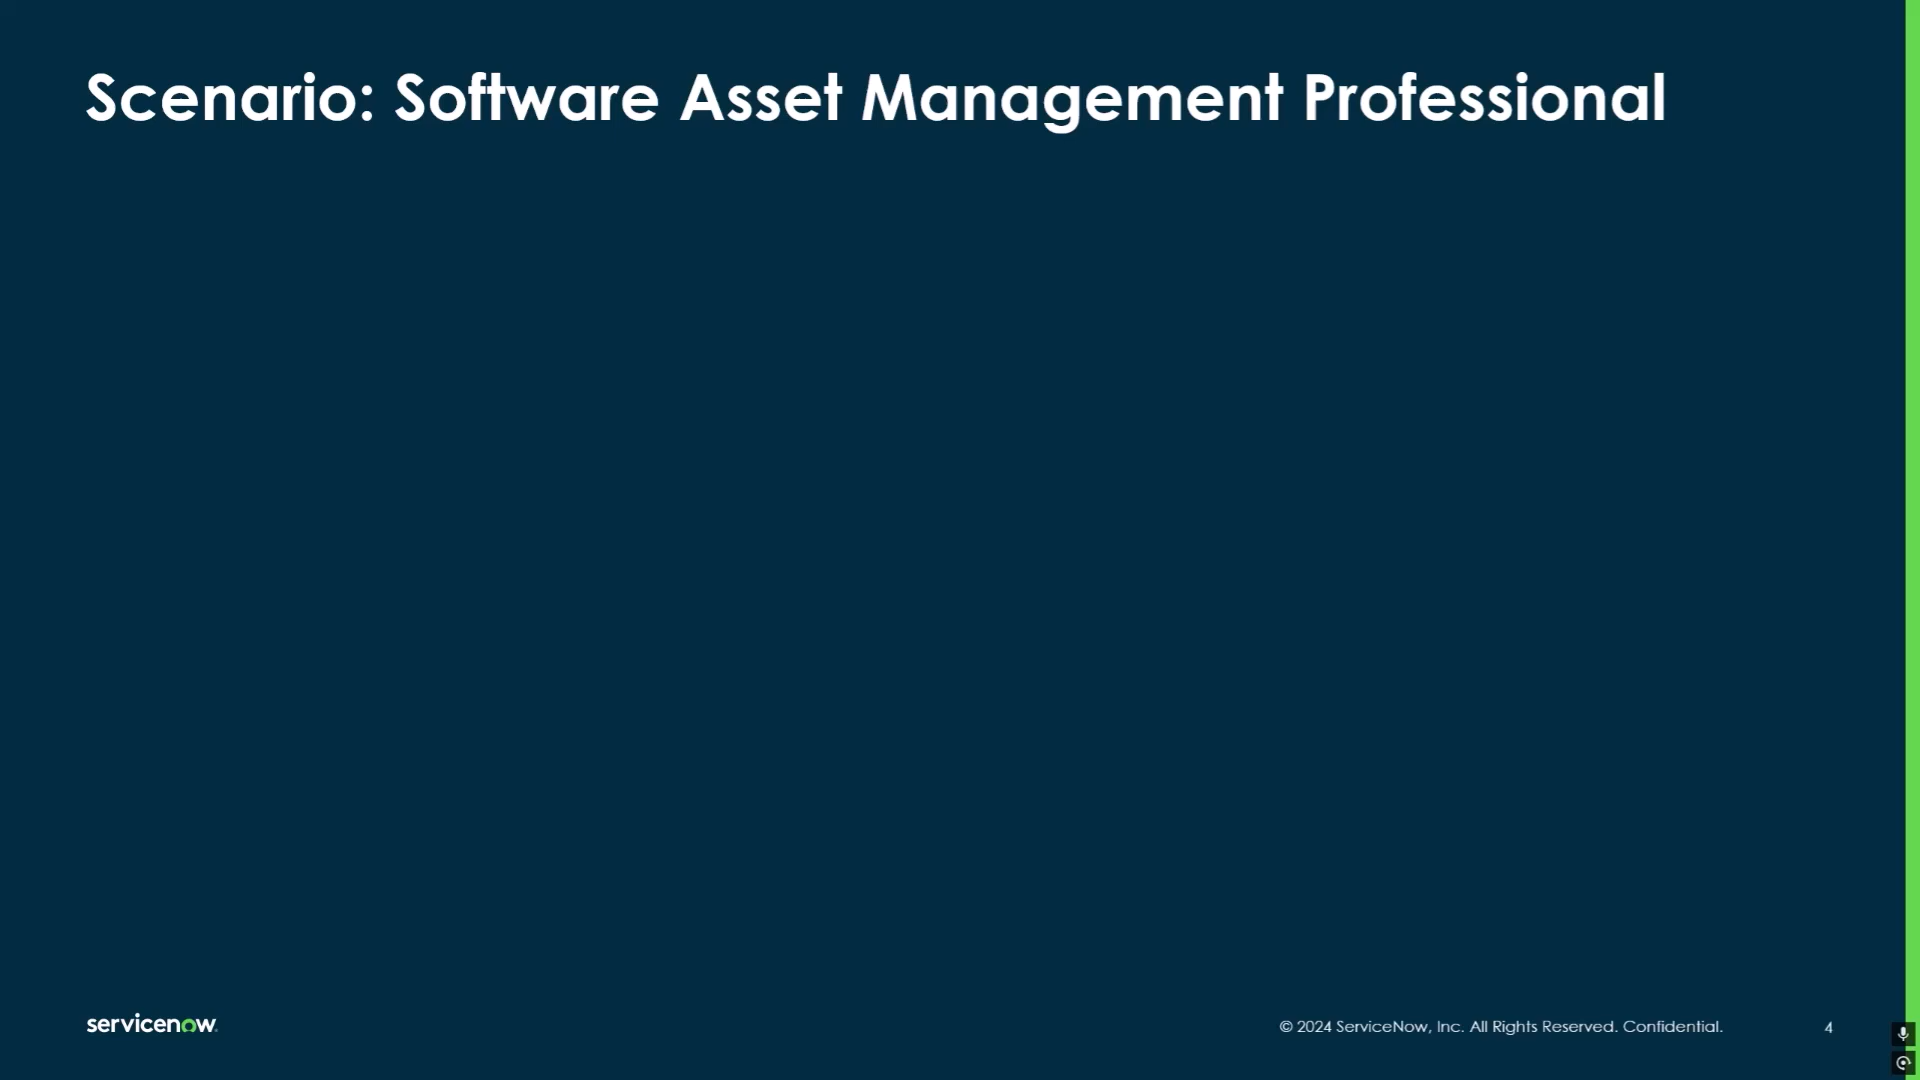 Scenario: Software Asset Management Professional
servicenow
© 2024 ServiceNow, Inc. All Rights Reserved. Confidential.
4